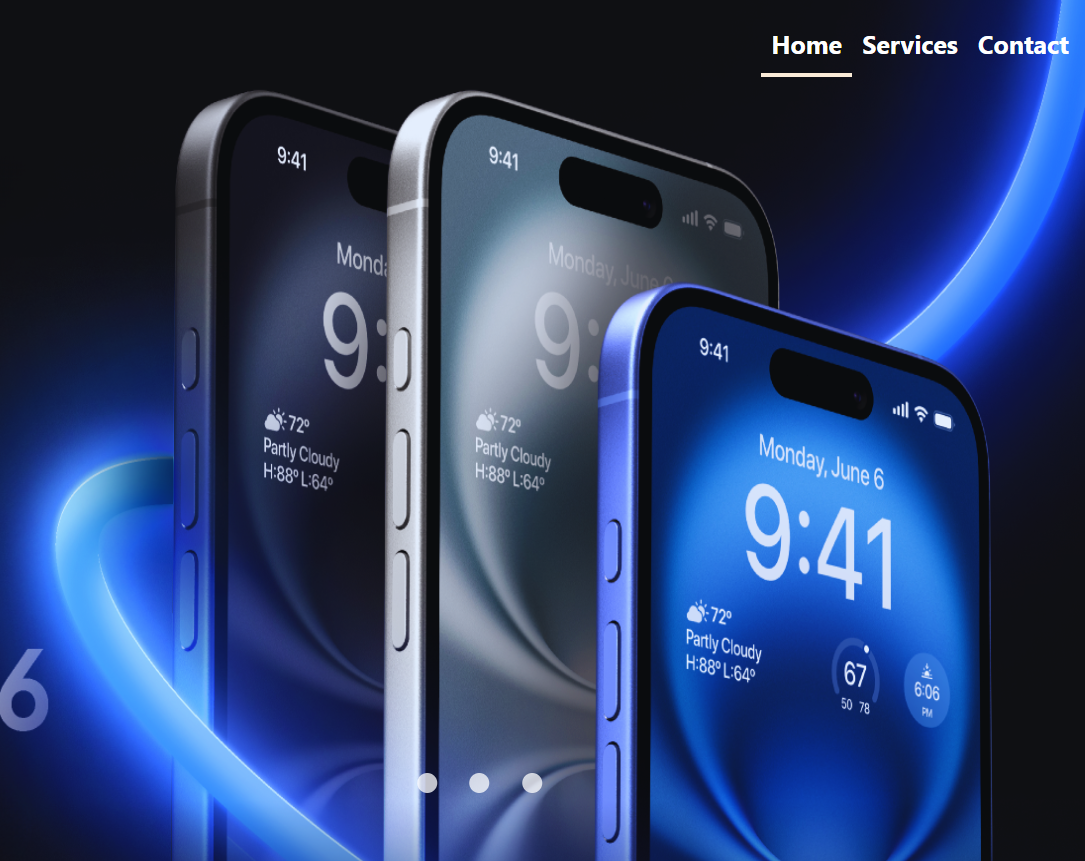 Home Services Contact
9:41
9:41
Monda
Monday, June 6
9:
9:
72°
Partly Cloudy
H:88° L:64°
72°
Partly Cloudy
H:88° L:64°
9:41
Monday, June 6
9:41
72°
Partly Cloudy
H:88° L:64°
67
50 78
6:06
PM
6